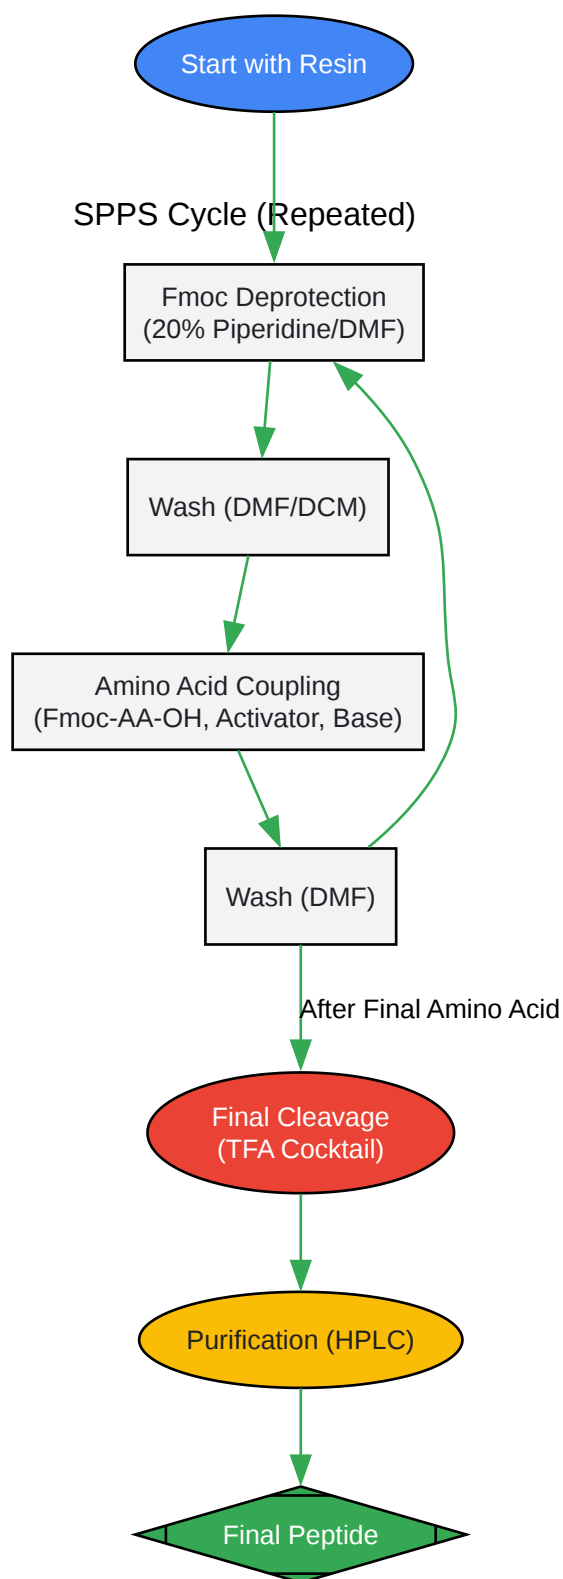 Start with Resin
SPPS Cycle (Repeated)
Fmoc Deprotection
(20% Piperidine/DMF)
Wash (DMF/DCM)
Amino Acid Coupling
(Fmoc-AA-OH, Activator, Base)
Wash (DMF)
After Final Amino Acid
Final Cleavage
(TFA Cocktail)
Purification (HPLC)
Final Peptide